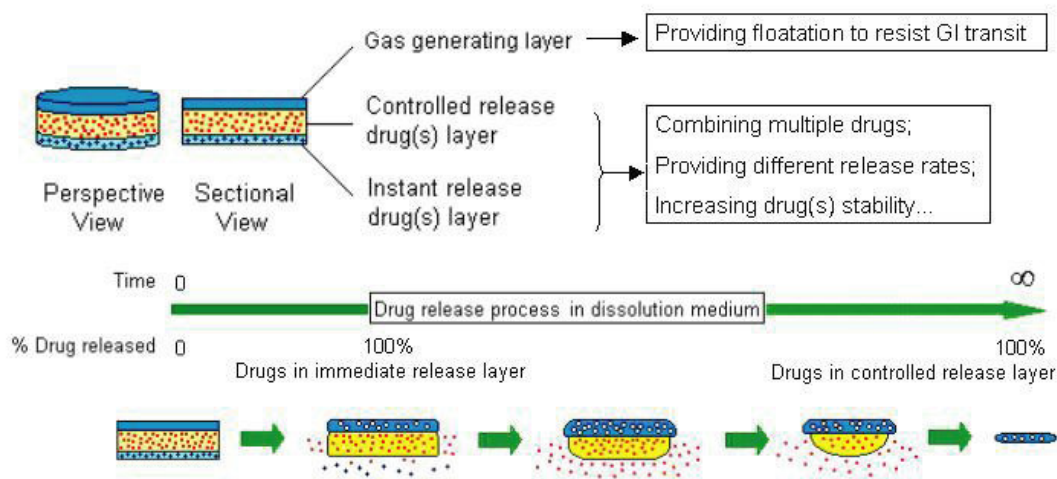 Gas generating layer
Providing floatation to resist GI transit
Controlled release
drug(s) layer
Instant release
drug(s) layer
Combining multiple drugs;
Providing different release rates;
Increasing drug(s) stability...
Perspective
View
Sectional
View
Time 0 ∞
Drug release process in dissolution medium
% Drug released 0 100% 100%
Drugs in immediate release layer Drugs in controlled release layer